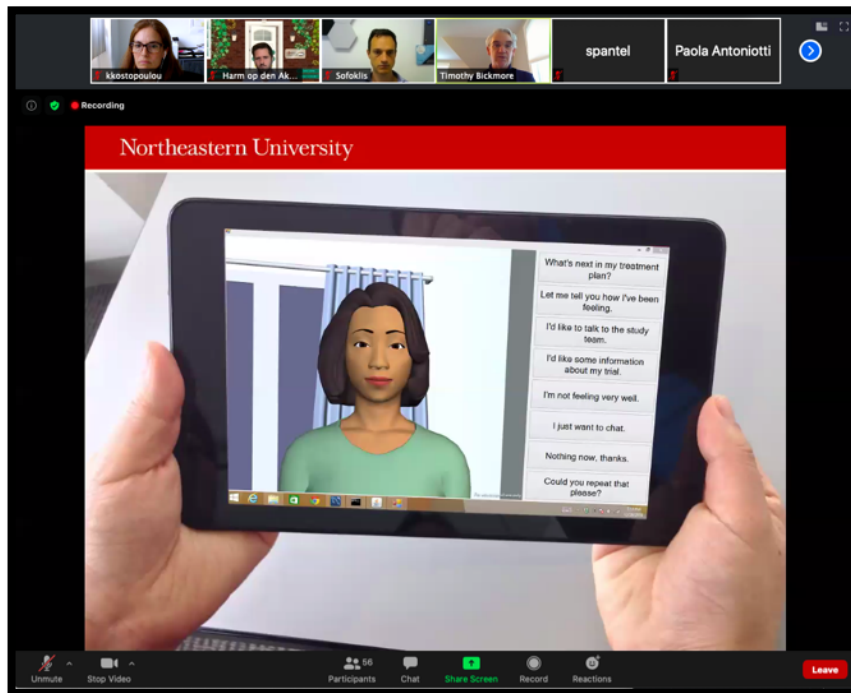 spantel
Paola Antoniotti
kkostopoulou
Harm op den Ak...
Sofoklis
Timothy Bickmore
Recording
Northeastern University
What's next in my treatment
plan?
Let me tell you how I've been
feeling.
I'd like to talk to the study
team.
I'd like some information
about my trial.
I'm not feeling very well.
I just want to chat.
Nothing now, thanks.
Could you repeat that
please?
Unmute
Stop Video
56
Participants
Chat
Share Screen
Record
Reactions
Leave